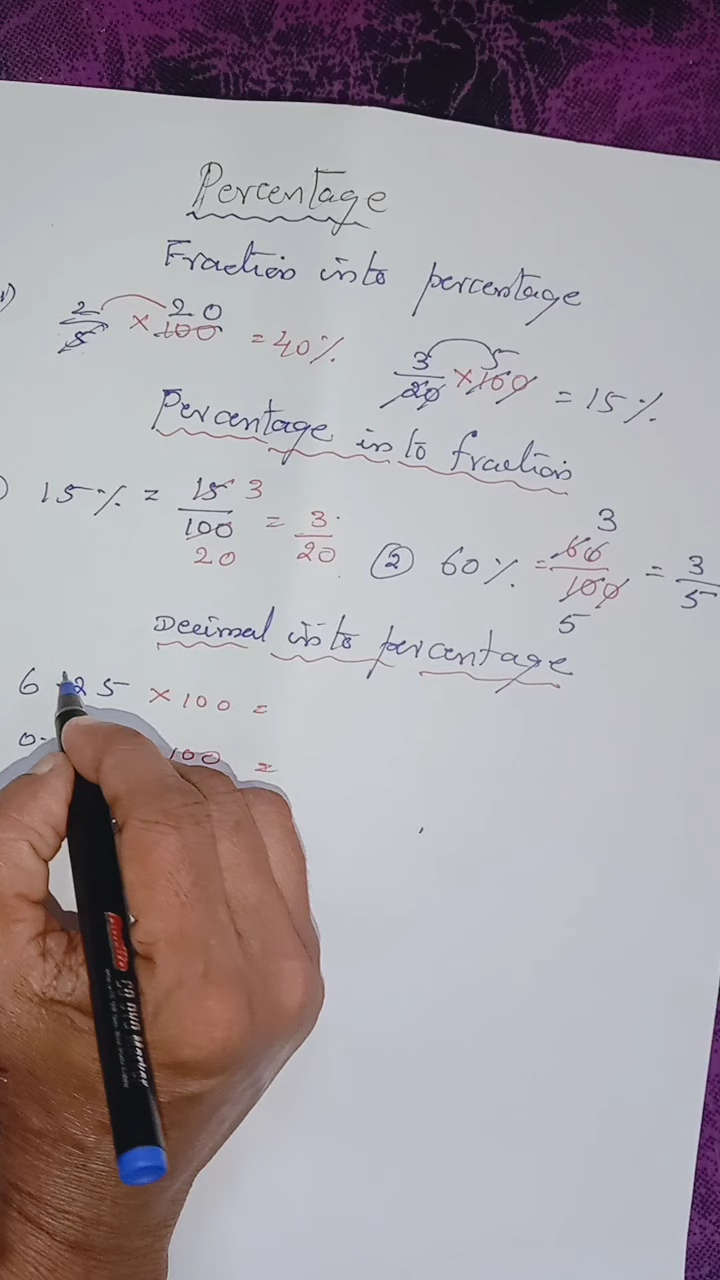 Percentage
Fraction into percentage
2/5 × 100 20 = 40%
3/20 × 100 5 = 15%
Percentage into fraction
15% = 15/100 3 20 = 3/20
② 60% = 60/100 3 5 = 3/5
Decimal into percentage
6.25 × 100 =
0. 100 =